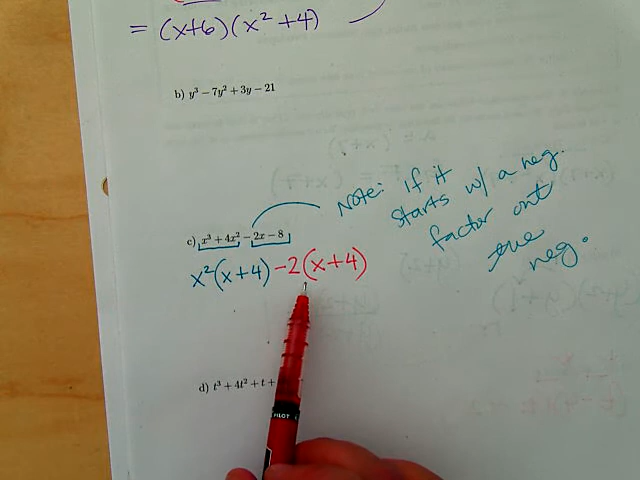 = (x+6)(x² + 4)
b) y³ − 7y² + 3y − 21
Note: If it
starts w/ a neg.
factor out
the
neg.
c) x³ + 4x² − 2x − 8
x²(x+4) −2(x+4)
d) t³ + 4t² + t +
PILOT